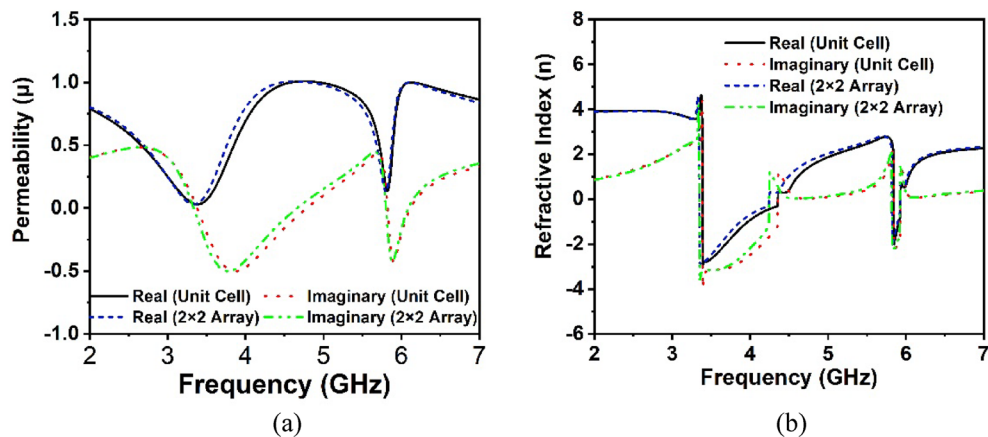 1.5
1.0
0.5
0.0
-0.5
-1.0
Permeability (µ)
Real (Unit Cell)
Imaginary (Unit Cell)
Real (2×2 Array)
Imaginary (2×2 Array)
2 3 4 5 6 7
Frequency (GHz)
(a)
8
6
4
2
0
-2
-4
-6
Refractive Index (n)
Real (Unit Cell)
Imaginary (Unit Cell)
Real (2×2 Array)
Imaginary (2×2 Array)
2 3 4 5 6 7
Frequency (GHz)
(b)